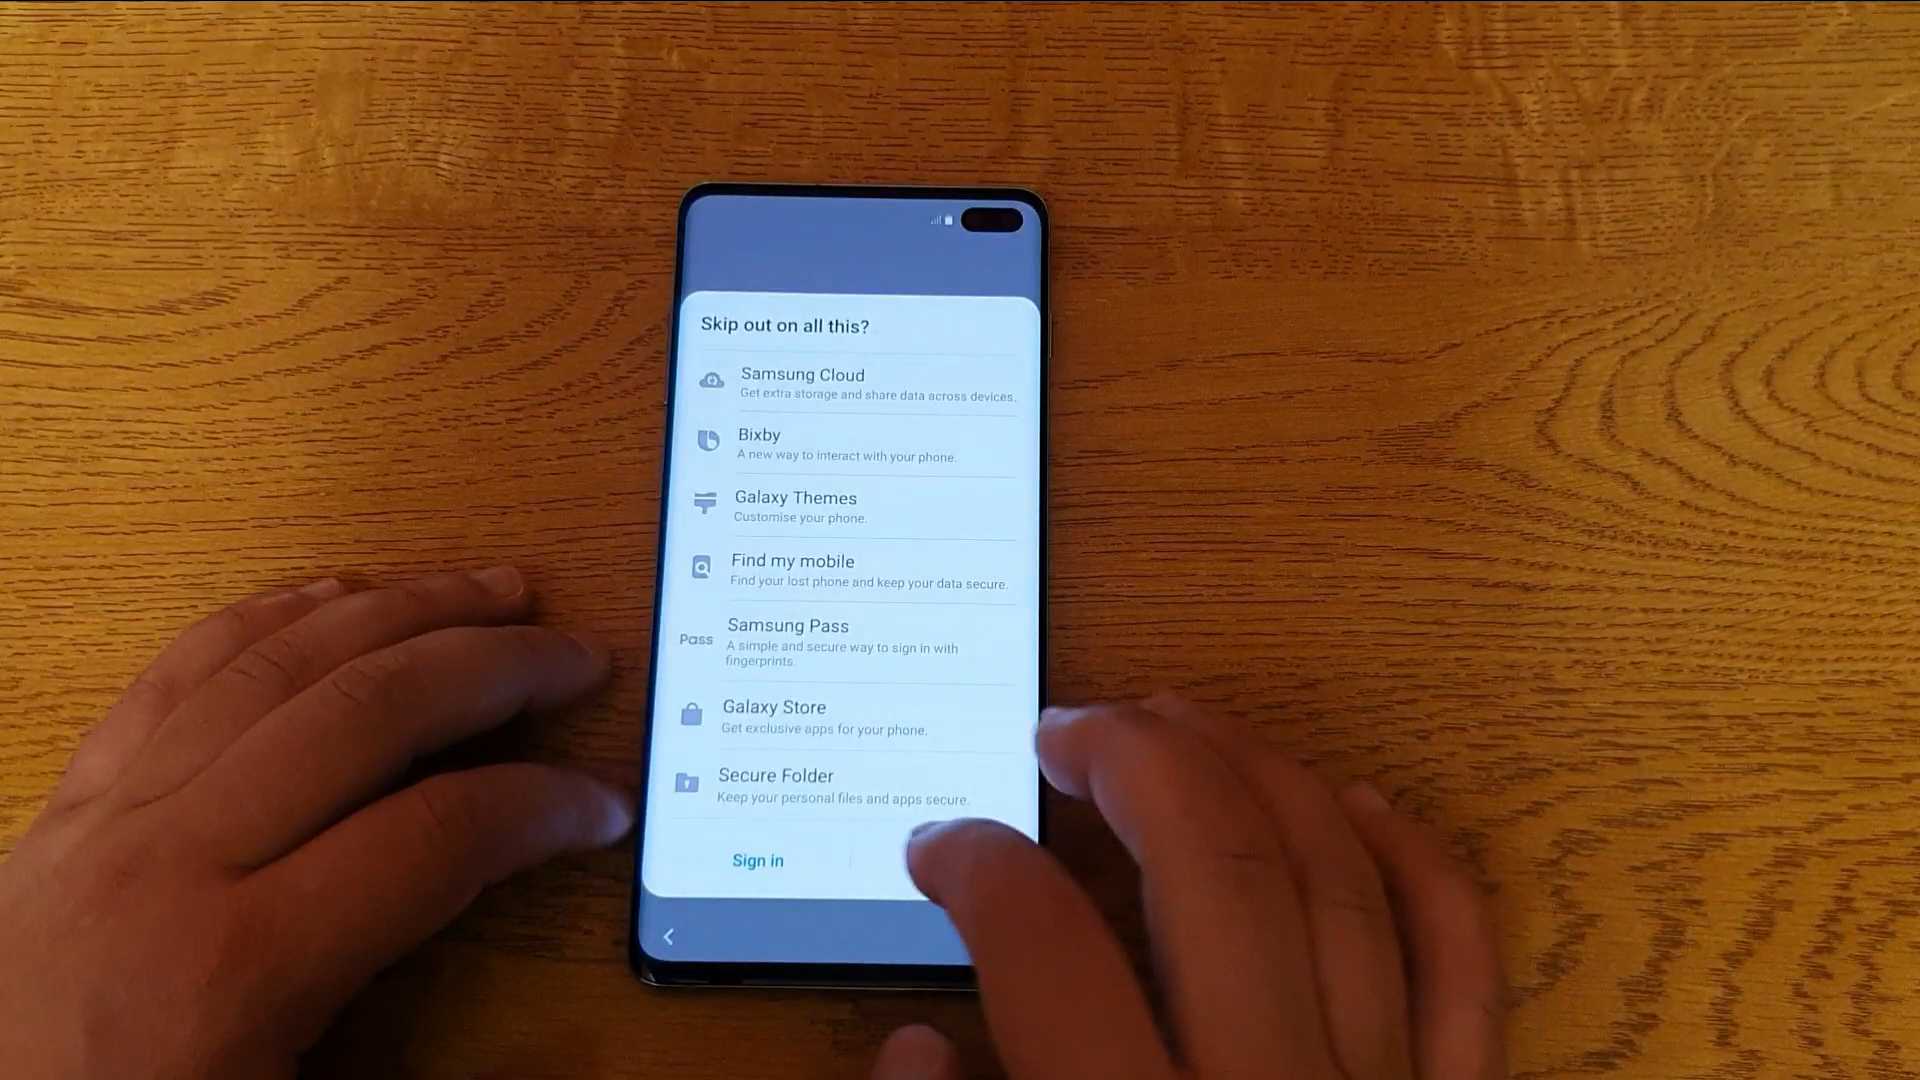 Skip out on all this?
Samsung Cloud
Get extra storage and share data across devices.
Bixby
A new way to interact with your phone.
Galaxy Themes
Customise your phone.
Find my mobile
Find your lost phone and keep your data secure.
Pass
Samsung Pass
A simple and secure way to sign in with
fingerprints.
Galaxy Store
Get exclusive apps for your phone.
Secure Folder
Keep your personal files and apps secure.
Sign in